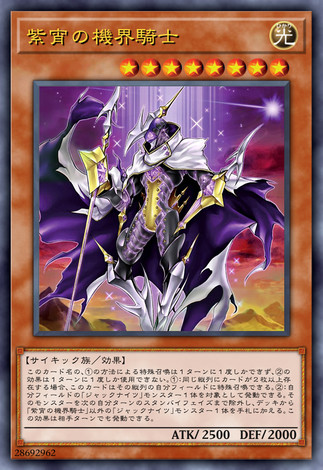 紫宵の機界騎士
光
【サイキック族／効果】
このカード名の、①の方法による特殊召喚は１ターンに１度しかできず、②の
効果は１ターンに１度しか使用できない。①：同じ縦列にカードが２枚以上存
在する場合、このカードはその縦列の自分フィールドに特殊召喚できる。②：自
分フィールドの「ジャックナイツ」モンスター１体を対象として発動できる。そ
のモンスターを次の自分ターンのスタンバイフェイズまで除外し、デッキから
「紫宵の機界騎士」以外の「ジャックナイツ」モンスター１体を手札に加える。こ
の効果は相手ターンでも発動できる。
ATK/ 2500 DEF/2000
28692962